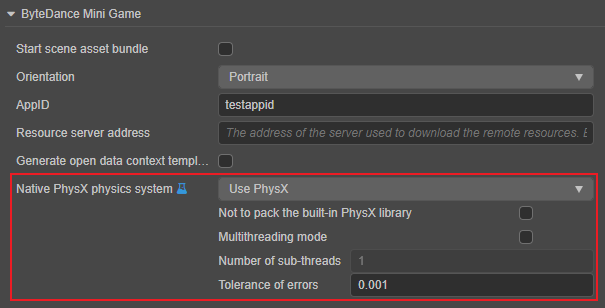 ByteDance Mini Game
Start scene asset bundle
Orientation Portrait
AppID testappid
Resource server address The address of the server used to download the remote resources.
Generate open data context templ...
Native PhysX physics system Use PhysX
Not to pack the built-in PhysX library
Multithreading mode
Number of sub-threads 1
Tolerance of errors 0.001